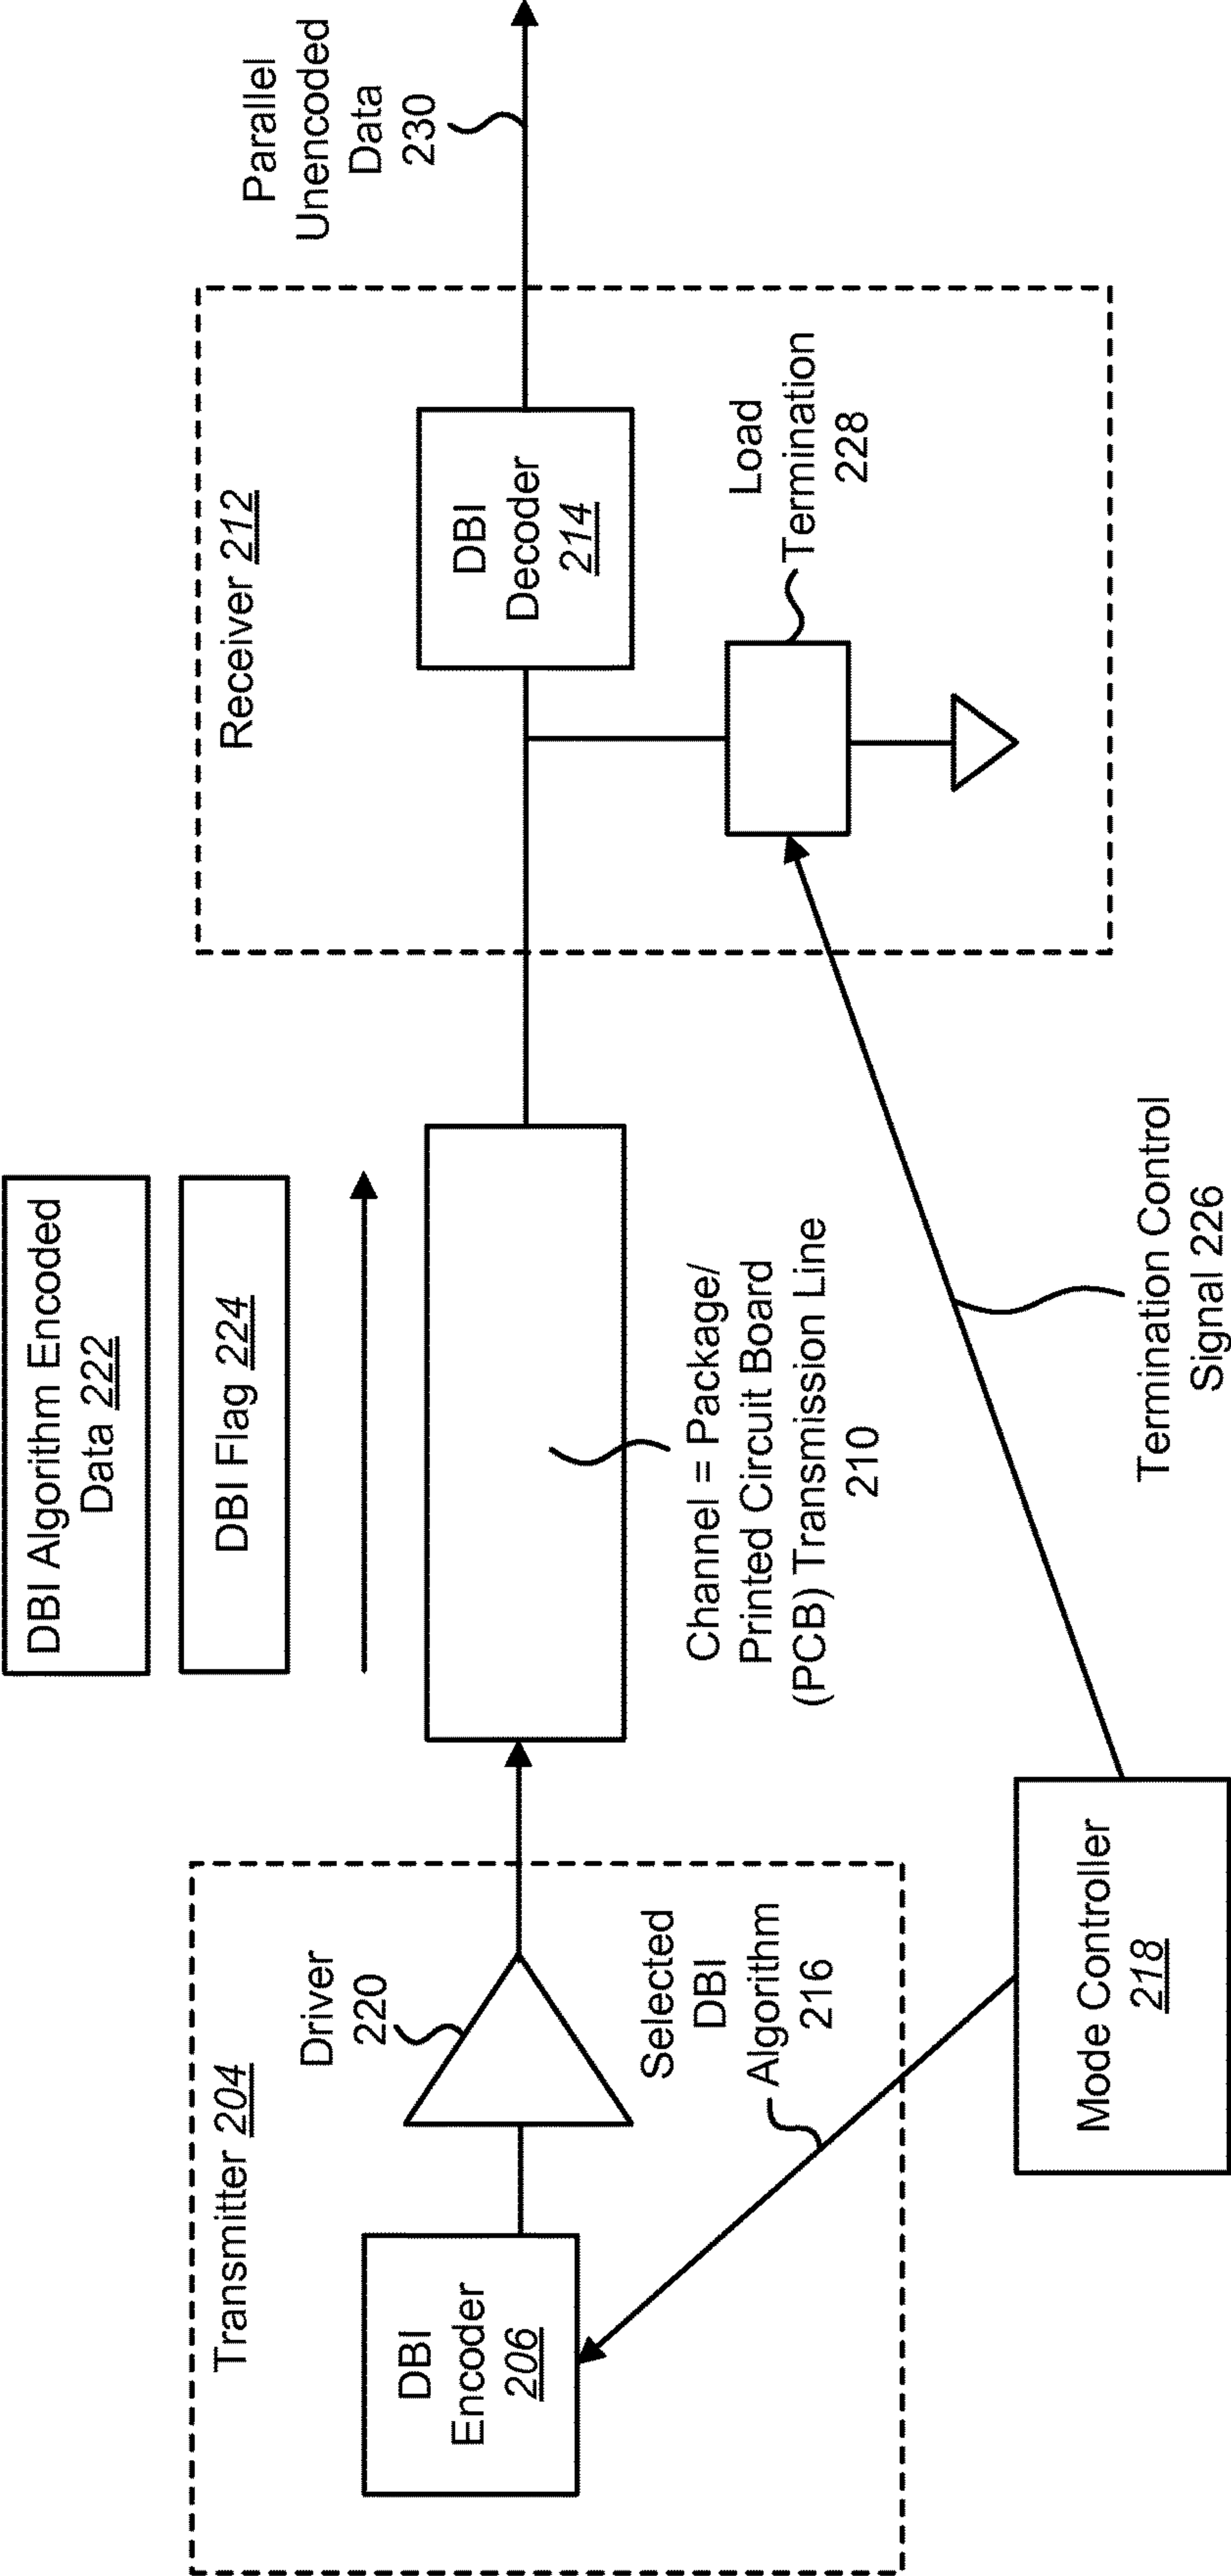 Transmitter 204
DBI
Encoder
206
Driver
220
Selected
DBI
Algorithm
216
Mode Controller
218
DBI Algorithm Encoded
Data 222
DBI Flag 224
Channel = Package/
Printed Circuit Board
(PCB) Transmission Line
210
Termination Control
Signal 226
Receiver 212
DBI
Decoder
214
Load
Termination
228
Parallel
Unencoded
Data
230